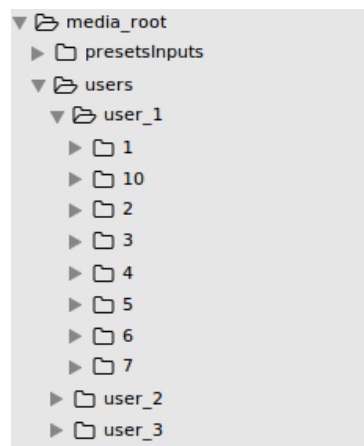 media_root
presetsInputs
users
user_1
1
10
2
3
4
5
6
7
user_2
user_3